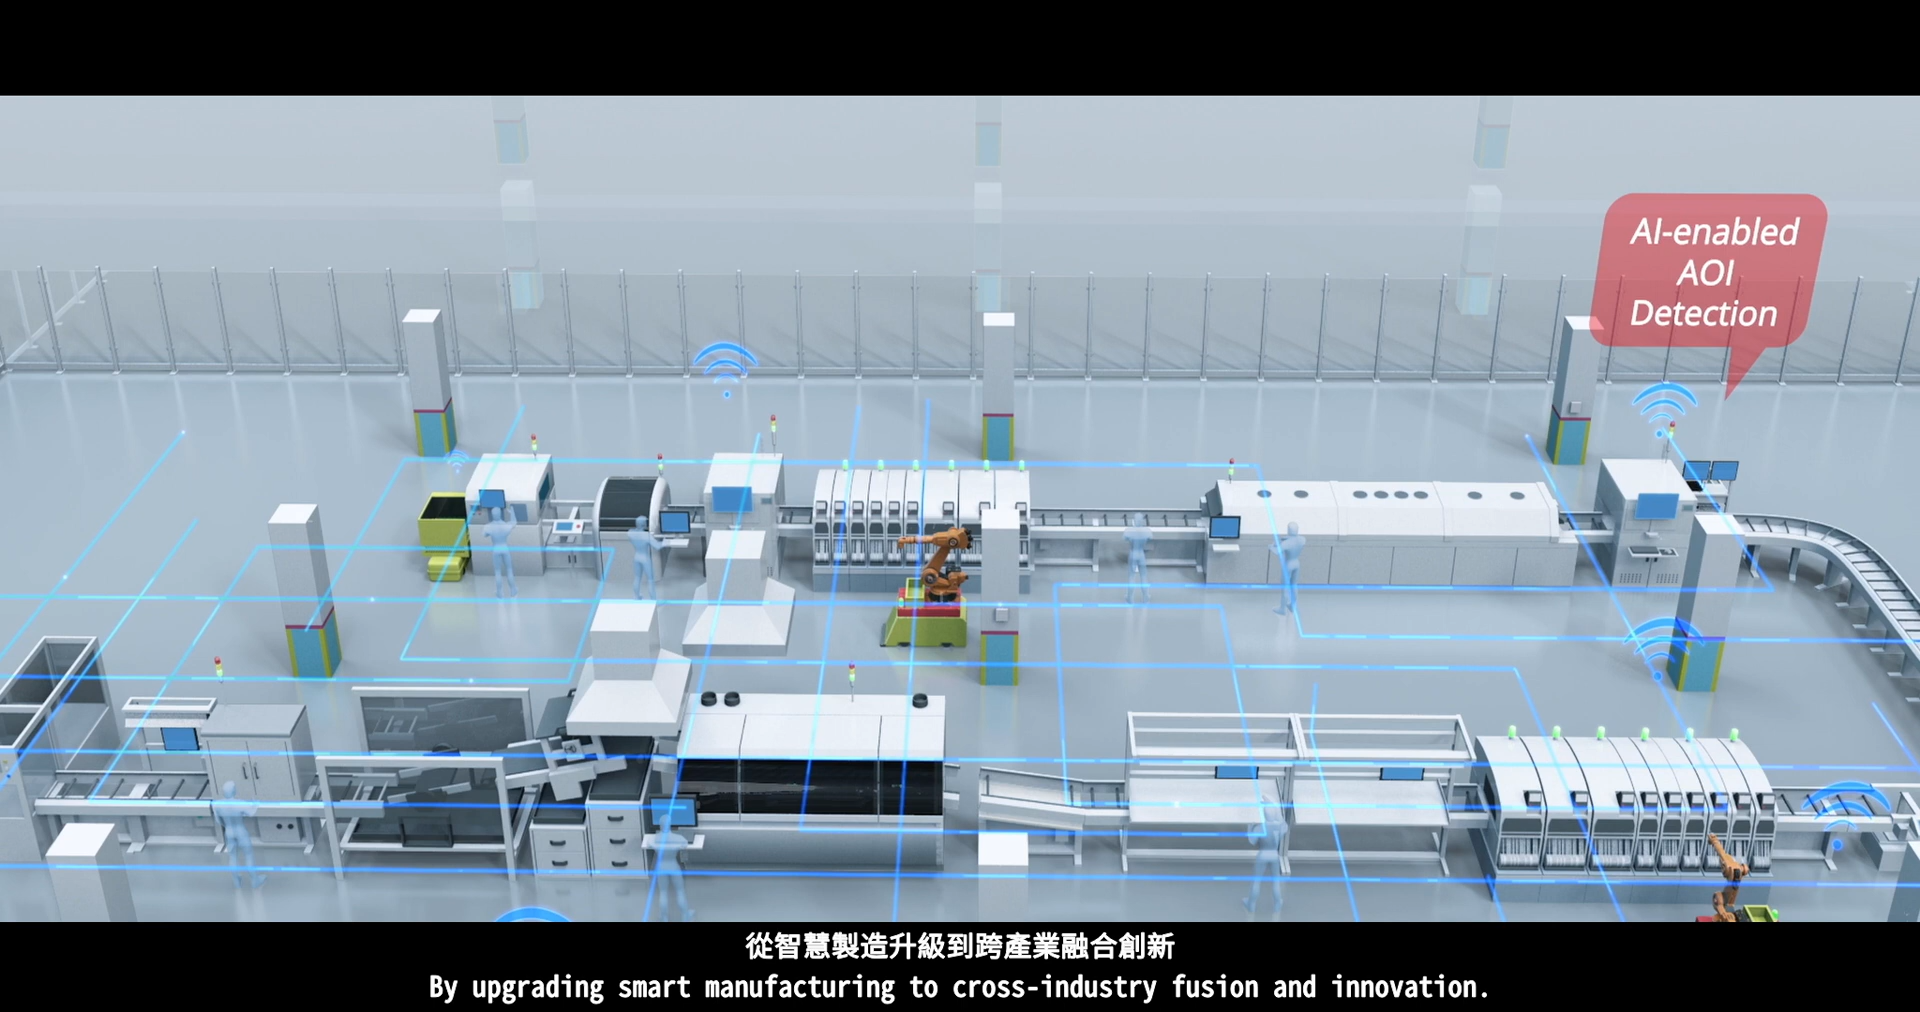 AI-enabled
AOI
Detection
從智慧製造升級到跨產業融合創新
By upgrading smart manufacturing to cross-industry fusion and innovation.